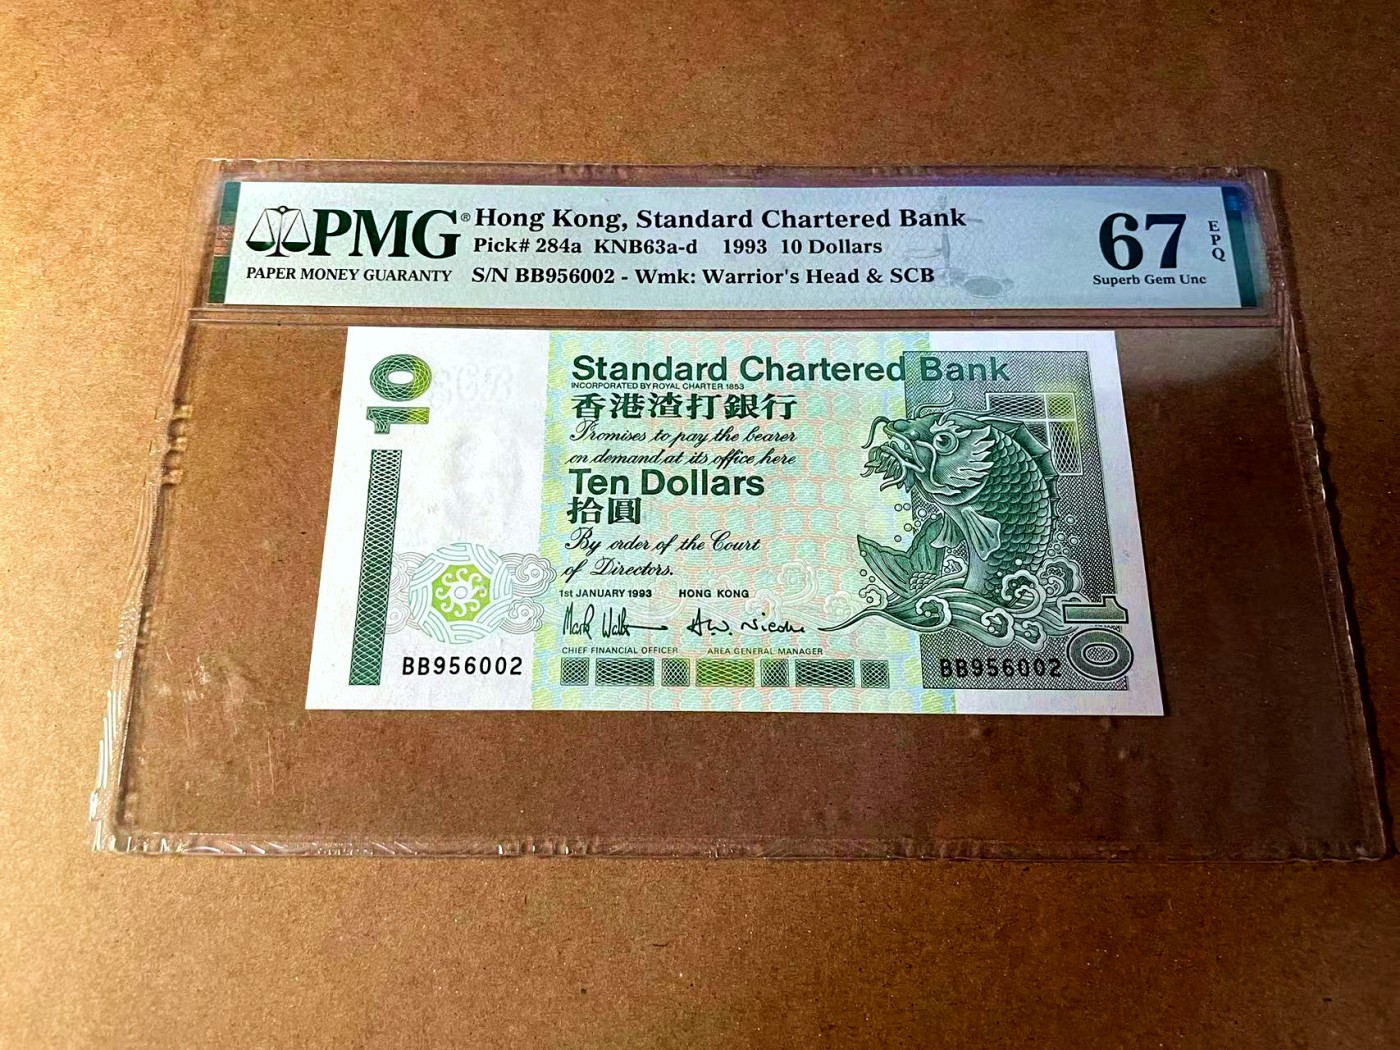 PMG®
PAPER MONEY GUARANTY
Hong Kong, Standard Chartered Bank
Pick# 284a KNB63a-d 1993 10 Dollars
S/N BB956002 - Wmk: Warrior's Head & SCB
67
EPQ
Superb Gem Unc
10
Standard Chartered Bank
INCORPORATED BY ROYAL CHARTER 1853
香港渣打銀行
Promises to pay the bearer
on demand at its office here
Ten Dollars
拾圓
By order of the Court
of Directors.
1st JANUARY 1993 HONG KONG
CHIEF FINANCIAL OFFICER AREA GENERAL MANAGER
BB956002
BB956002
10